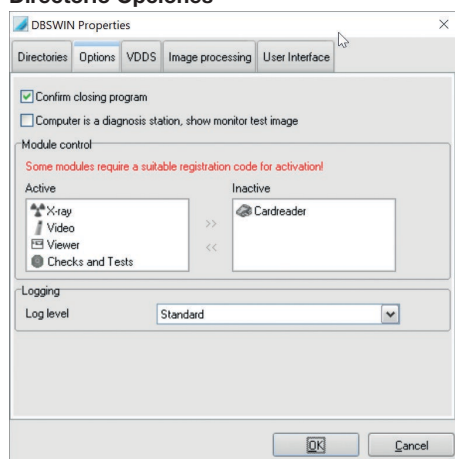 Directorio Opciones
DBSWIN Properties
Directories Options VDDS Image processing User Interface
Confirm closing program
Computer is a diagnosis station, show monitor test image
Module control
Some modules require a suitable registration code for activation!
Active Inactive
X-ray
Video
Viewer
Checks and Tests
>>
<<
Cardreader
Logging
Log level Standard
OK Cancel